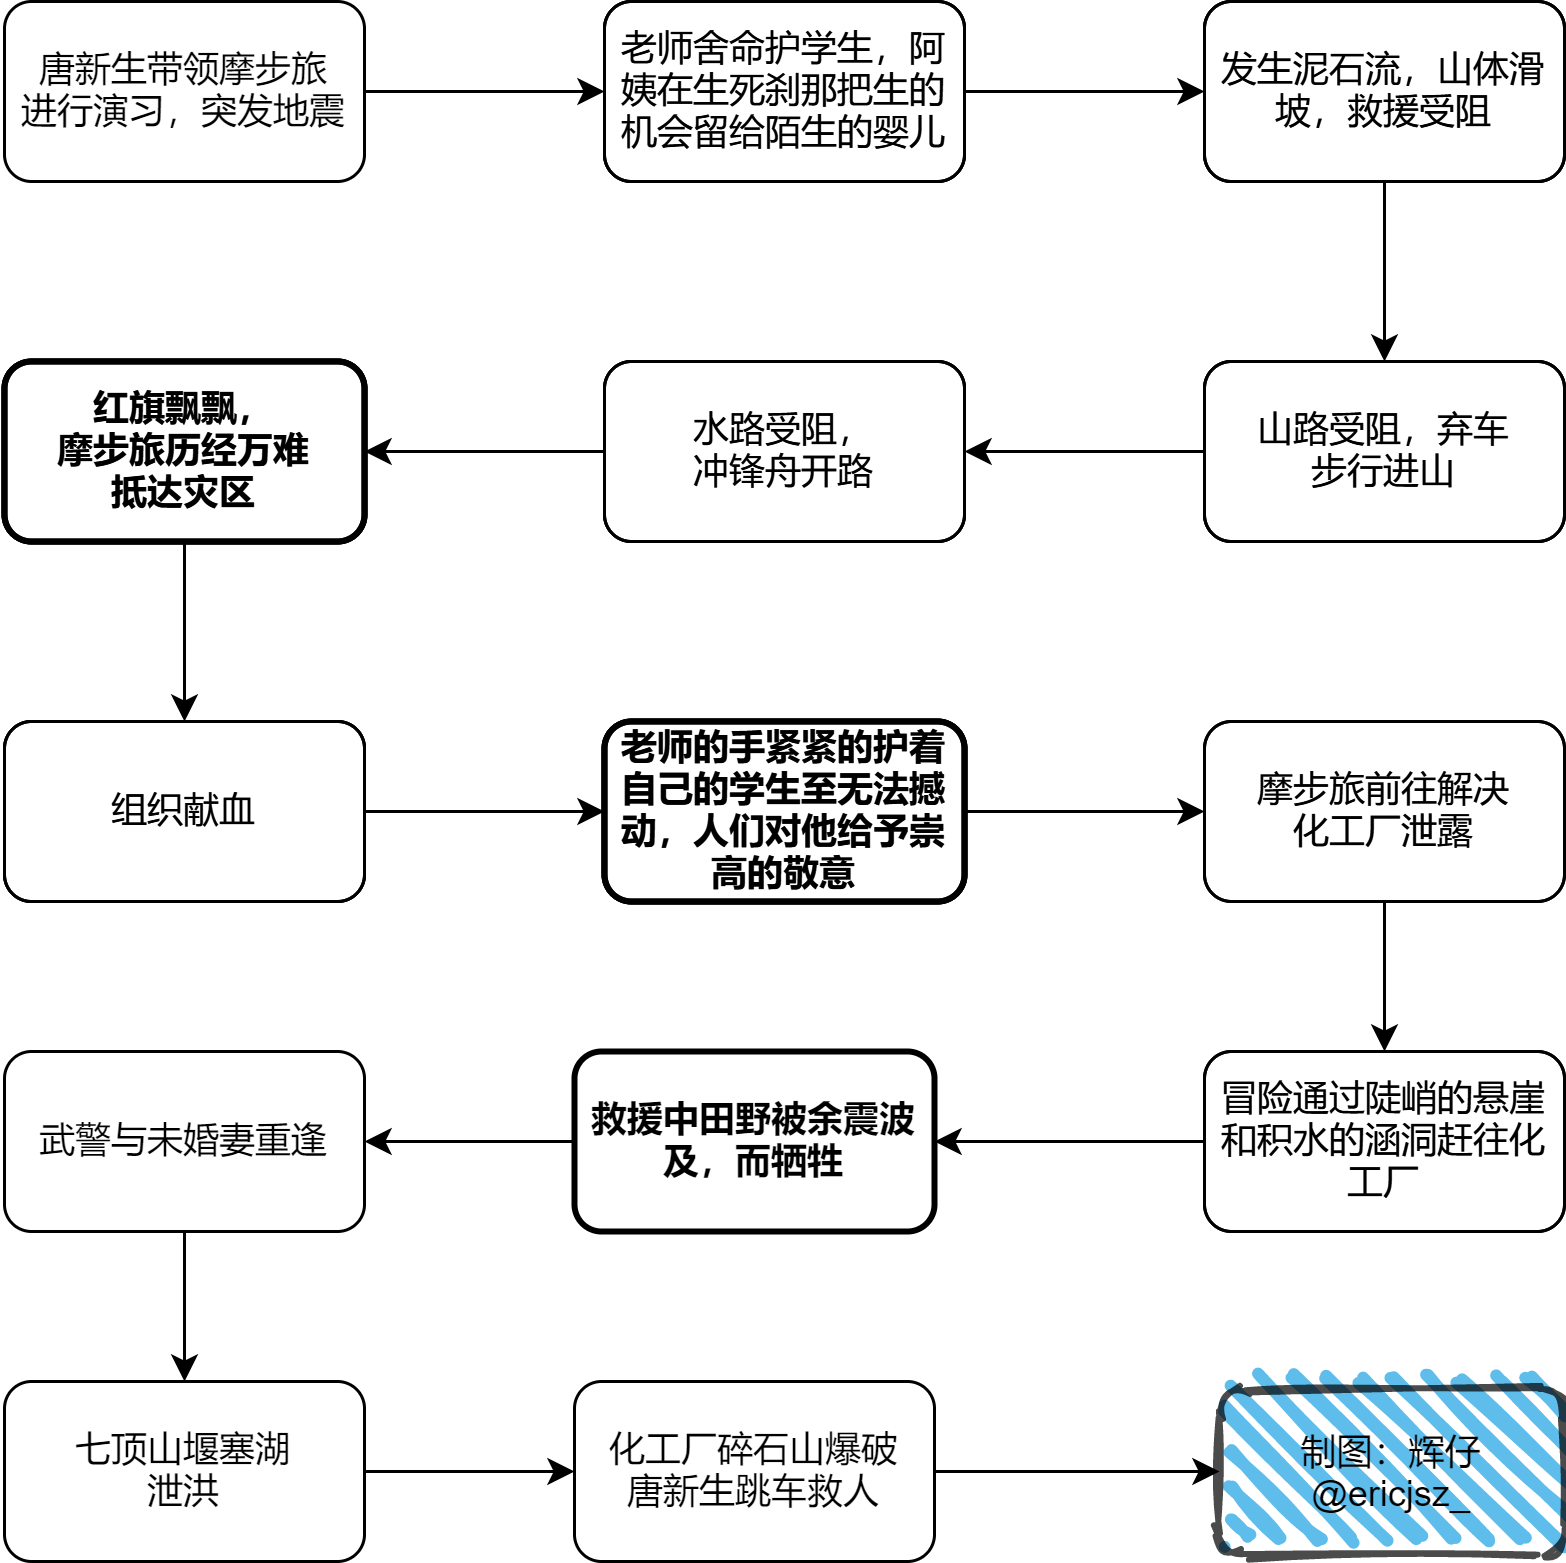 唐新生带领摩步旅
进行演习，突发地震
老师舍命护学生，阿
姨在生死刹那把生的
机会留给陌生的婴儿
发生泥石流，山体滑
坡，救援受阻
山路受阻，弃车
步行进山
水路受阻，
冲锋舟开路
红旗飘飘，
摩步旅历经万难
抵达灾区
组织献血
老师的手紧紧的护着
自己的学生至无法撼
动，人们对他给予崇
高的敬意
摩步旅前往解决
化工厂泄露
冒险通过陡峭的悬崖
和积水的涵洞赶往化
工厂
救援中田野被余震波
及，而牺牲
武警与未婚妻重逢
七顶山堰塞湖
泄洪
化工厂碎石山爆破
唐新生跳车救人
制图：辉仔
@ericjsz_